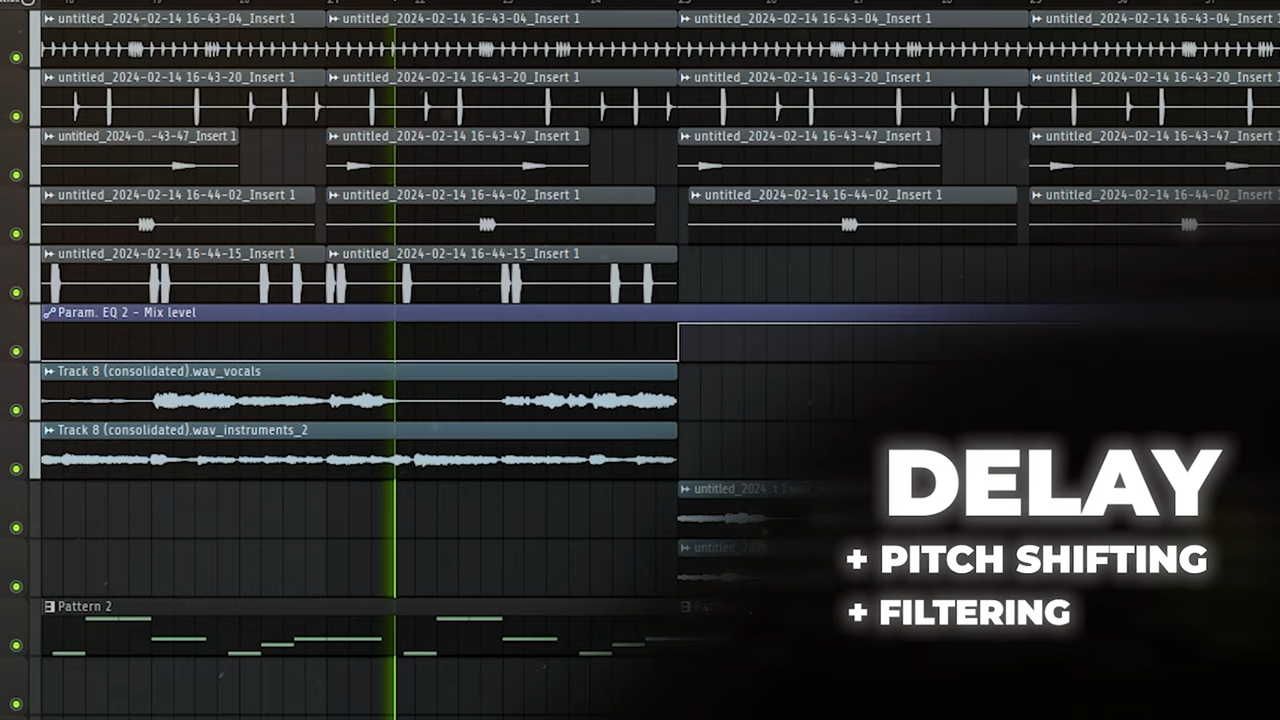 untitled_2024-02-14 16-43-04_Insert 1 untitled_2024-02-14 16-43-04_Insert 1 untitled_2024-02-14 16-43-04_Insert 1 untitled_2024-02-14 16-43-04_Insert
untitled_2024-02-14 16-43-20_Insert 1 untitled_2024-02-14 16-43-20_Insert 1 untitled_2024-02-14 16-43-20_Insert 1 untitled_2024-02-14 16-43-20_Insert 1
untitled_2024-0..-43-47_Insert 1 untitled_2024-02-14 16-43-47_Insert 1 untitled_2024-02-14 16-43-47_Insert 1 untitled_2024-02-14 16-43-47_Insert
untitled_2024-02-14 16-44-02_Insert 1 untitled_2024-02-14 16-44-02_Insert 1 untitled_2024-02-14 16-44-02_Insert 1 untitled_2024-02-14 16-44-02_Insert
untitled_2024-02-14 16-44-15_Insert 1 untitled_2024-02-14 16-44-15_Insert 1
Param. EQ 2 - Mix level
Track 8 (consolidated).wav_vocals
Track 8 (consolidated).wav_instruments_2
untitled_2024
DELAY
untitled_202
+ PITCH SHIFTING
Pattern 2
+ FILTERING